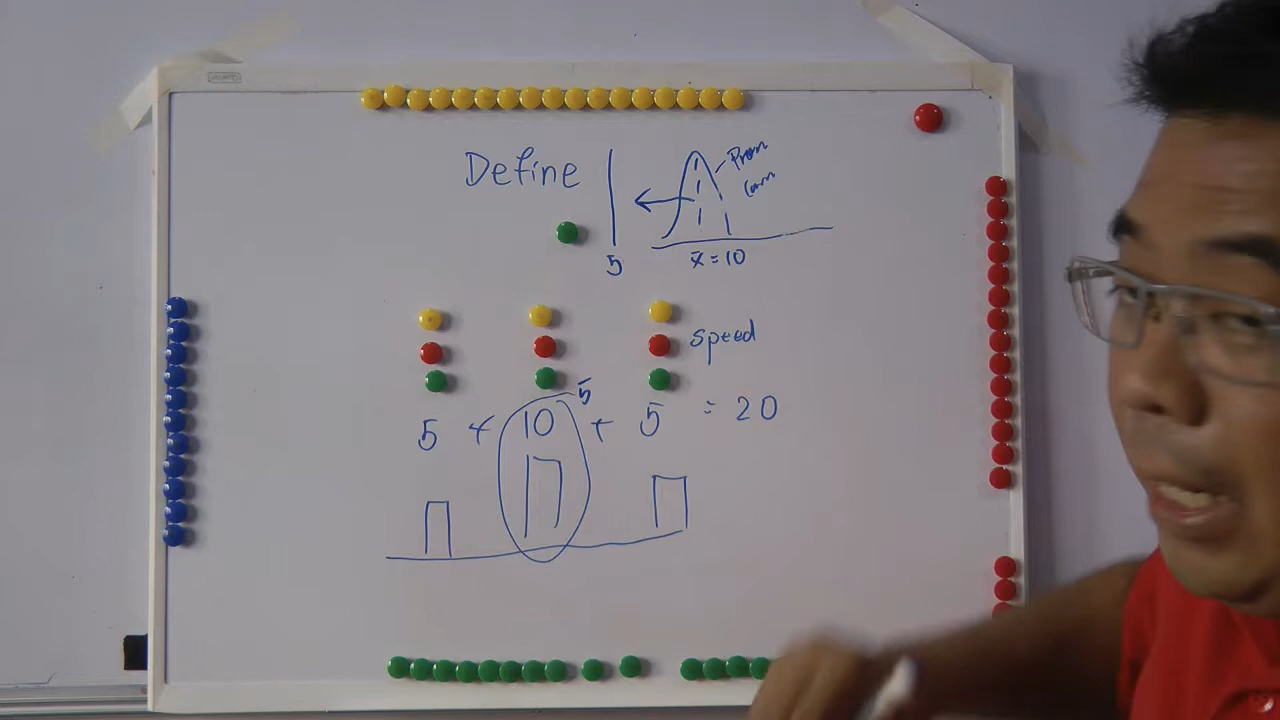 Define
5
x̄ = 10
speed
5
5 + 10 + 5 = 20